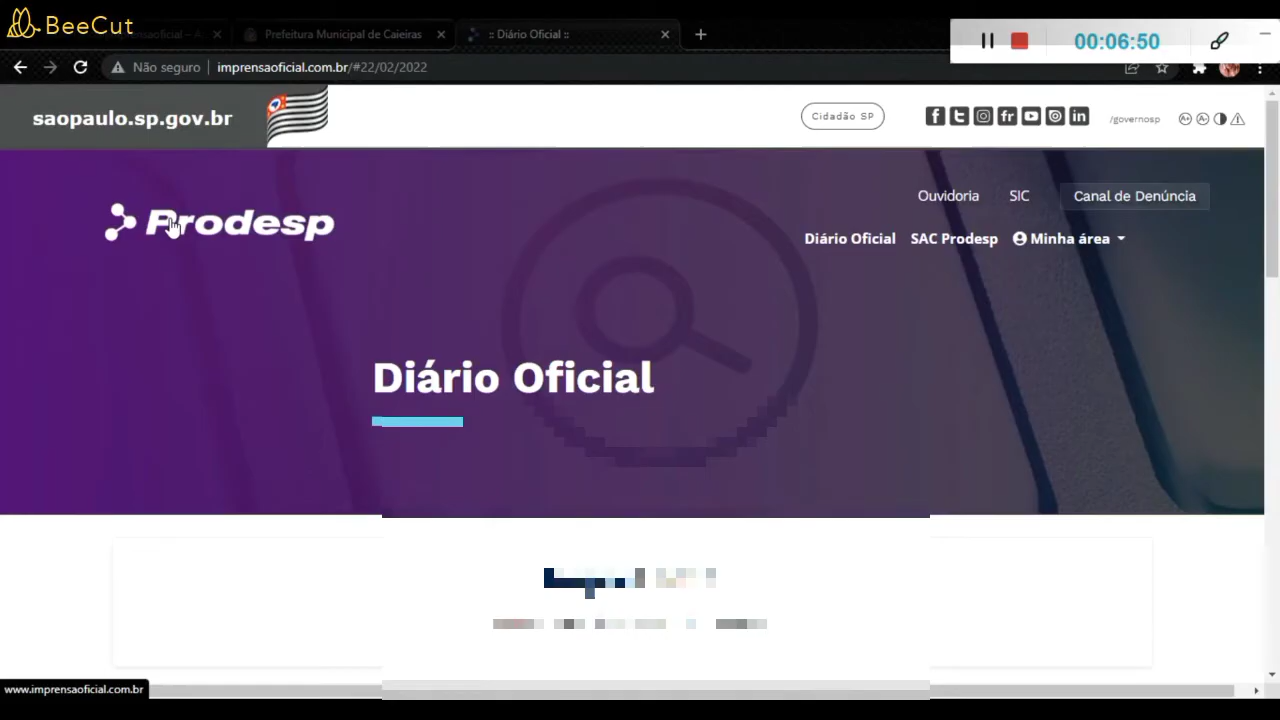 BeeCut
nsaoficial – A
Prefeitura Municipal de Caieiras
:: Diário Oficial ::
00:06:50
Não seguro
imprensaoficial.com.br/#22/02/2022
saopaulo.sp.gov.br
Cidadão SP
/governosp
Ouvidoria
SIC
Canal de Denúncia
Prodesp
Diário Oficial
SAC Prodesp
Minha área
Diário Oficial
www.imprensaoficial.com.br